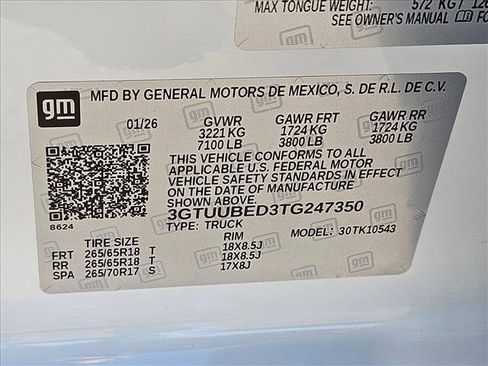 MAX TONGUE WEIGHT: 572 KG / 126
SEE OWNER'S MANUAL FO
gm MFD BY GENERAL MOTORS DE MEXICO, S. DE R.L. DE C.V.
01/26 GVWR GAWR FRT GAWR RR
3221 KG 1724 KG 1724 KG
7100 LB 3800 LB 3800 LB
THIS VEHICLE CONFORMS TO ALL
APPLICABLE U.S. FEDERAL MOTOR
VEHICLE SAFETY STANDARDS IN EFFECT
ON THE DATE OF MANUFACTURE SHOWN ABOVE.
3GTUUBED3TG247350
8624 TYPE: TRUCK MODEL: 30TK10543
TIRE SIZE RIM
FRT 265/65R18 T 18X8.5J
RR 265/65R18 T 18X8.5J
SPA 265/70R17 S 17X8J